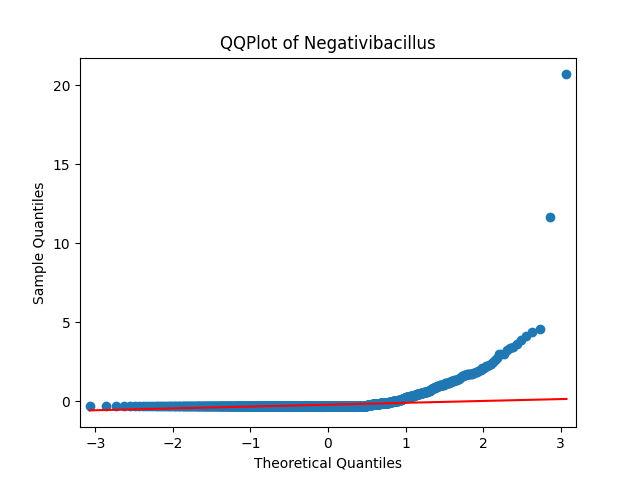 QQPlot of Negativibacillus
20
15
10
5
0
Sample Quantiles
−3 −2 −1 0 1 2 3
Theoretical Quantiles